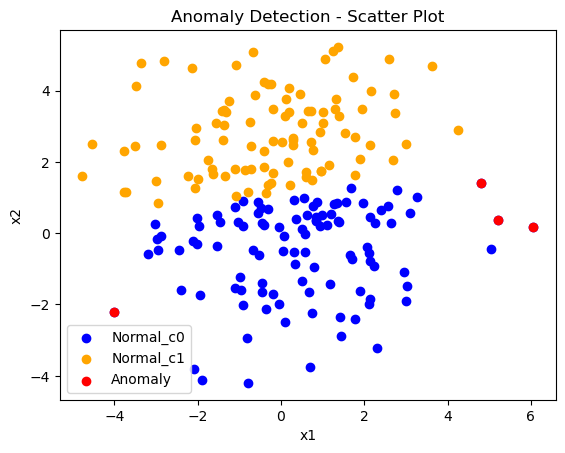 Anomaly Detection - Scatter Plot
x2
4
2
0
−2
−4
Normal_c0
Normal_c1
Anomaly
−4
−2
0
2
4
6
x1